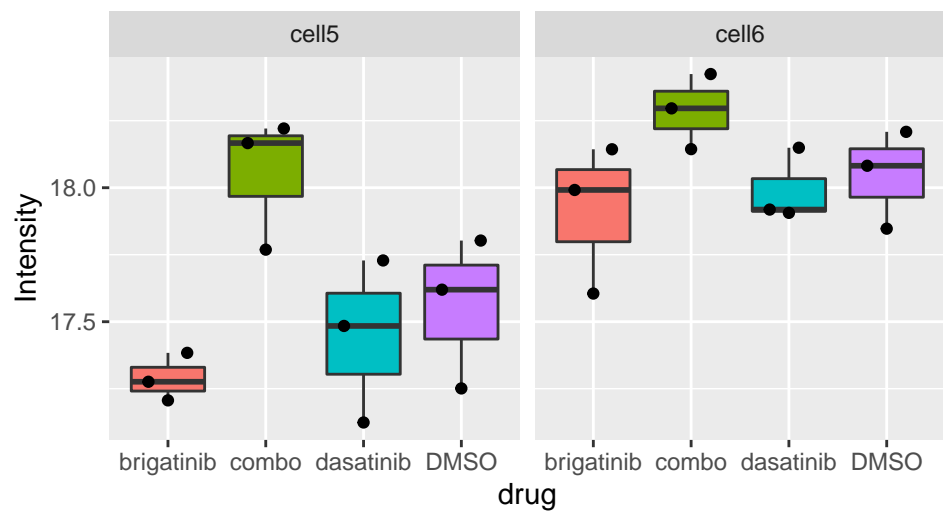 cell5 cell6
Intensity
18.0
17.5
brigatinib combo dasatinib DMSO brigatinib combo dasatinib DMSO
drug